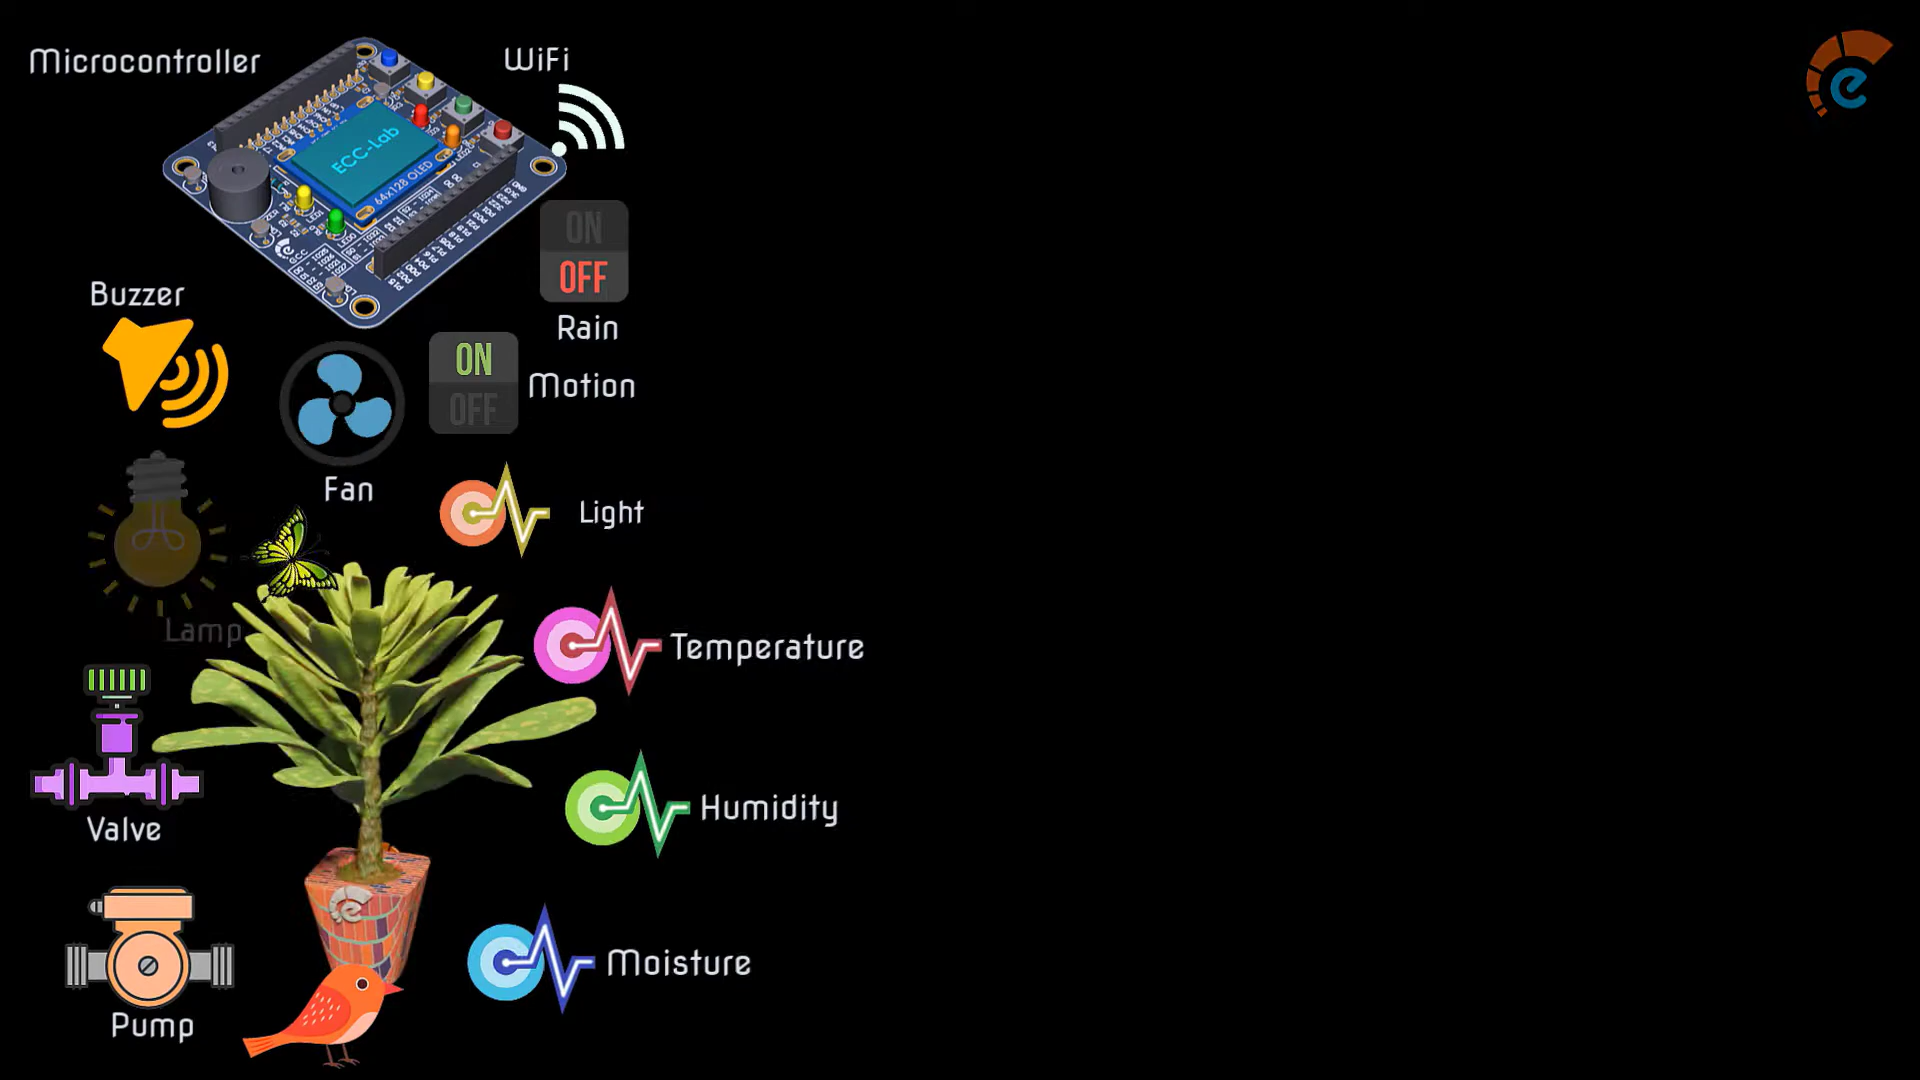 Microcontroller
WiFi
ECC-Lab
64x128 OLED
ON
OFF
Rain
Buzzer
ON
OFF
Motion
Fan
Light
Lamp
Temperature
Valve
Humidity
Moisture
Pump